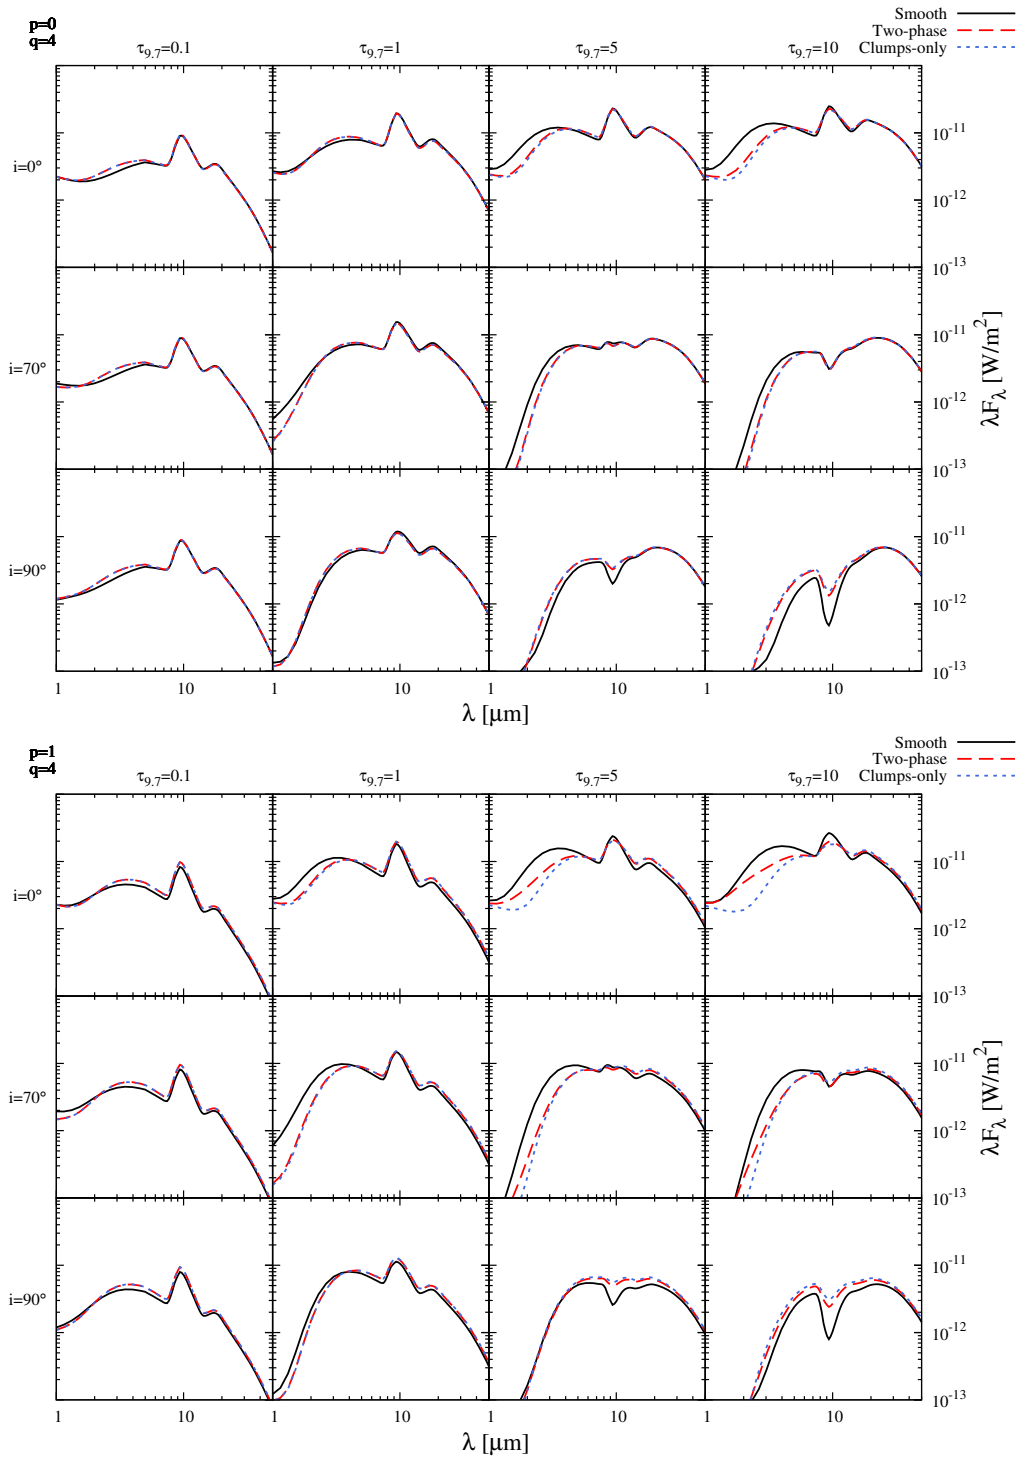 p=0
q=4
Smooth
Two-phase
Clumps-only
τ9.7=0.1 τ9.7=1 τ9.7=5 τ9.7=10
i=0°
10-11
10-12
10-13
i=70°
10-11
10-12
10-13
λFλ [W/m2]
i=90°
10-11
10-12
10-13
1 10 1 10 1 10 1 10
λ [μm]
p=1
q=4
Smooth
Two-phase
Clumps-only
τ9.7=0.1 τ9.7=1 τ9.7=5 τ9.7=10
i=0°
10-11
10-12
10-13
i=70°
10-11
10-12
10-13
λFλ [W/m2]
i=90°
10-11
10-12
10-13
1 10 1 10 1 10 1 10
λ [μm]